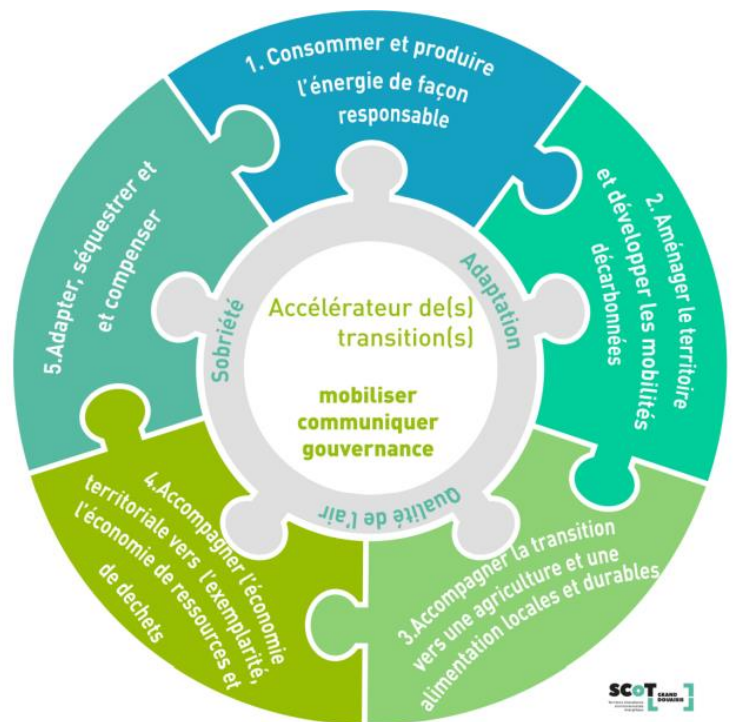 1. Consommer et produire
l'énergie de façon
responsable
2. Aménager le territoire
et développer les mobilités
décarbonnées
3.Accompagner la transition
vers une agriculture et une
alimentation locales et durables
4.Accompagner l'économie
territoriale vers l'exemplarité,
l'économie de ressources et
de dechets
5.Adapter, séquestrer et
et compenser
Sobriété
Adaptation
Qualité de l'air
Accélérateur de(s)
transition(s)
mobiliser
communiquer
gouvernance
SCoT GRAND
DOUAISIS